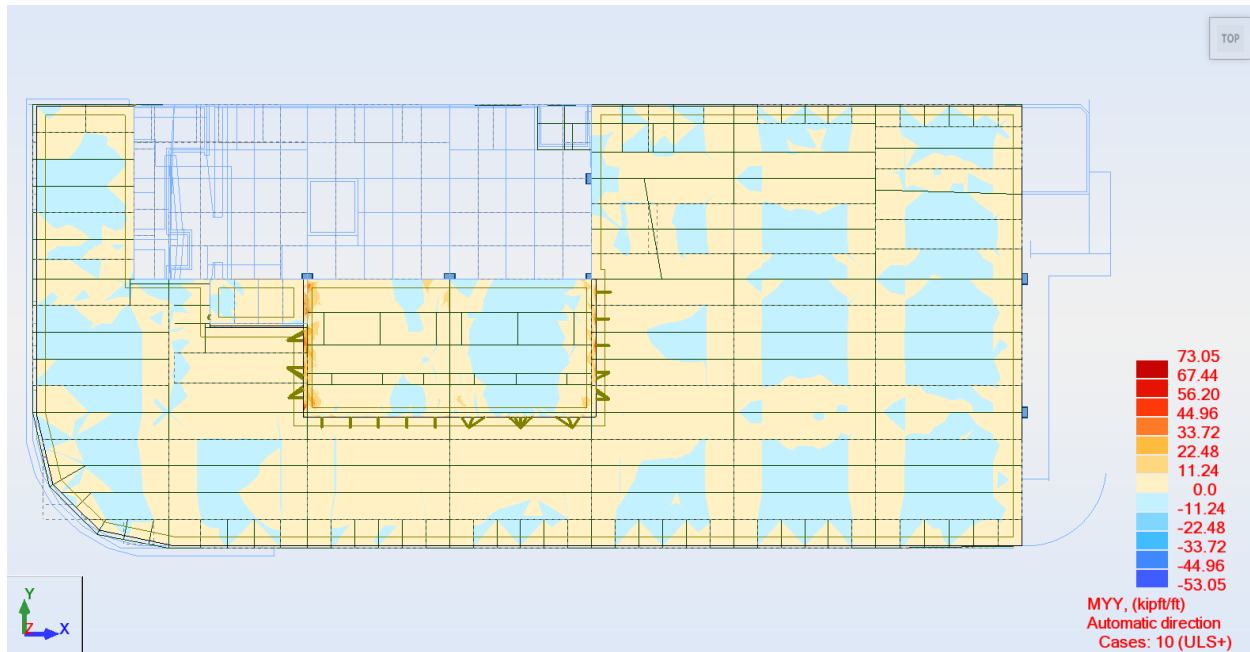 TOP
73.05
67.44
56.20
44.96
33.72
22.48
11.24
0.0
-11.24
-22.48
-33.72
-44.96
-53.05
MYY, (kipft/ft)
Automatic direction
Cases: 10 (ULS+)
Y
Z X
c